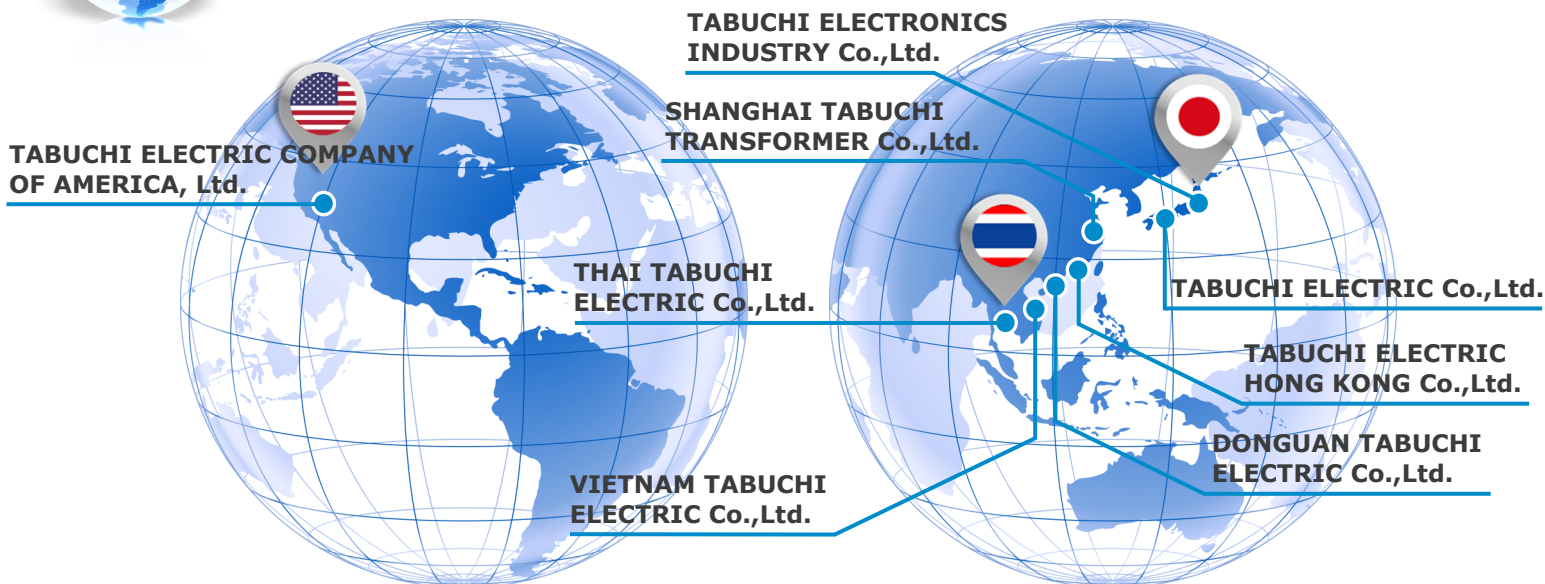 TABUCHI ELECTRONICS
INDUSTRY Co.,Ltd.
SHANGHAI TABUCHI
TRANSFORMER Co.,Ltd.
TABUCHI ELECTRIC COMPANY
OF AMERICA, Ltd.
THAI TABUCHI
ELECTRIC Co.,Ltd.
TABUCHI ELECTRIC Co.,Ltd.
TABUCHI ELECTRIC
HONG KONG Co.,Ltd.
DONGUAN TABUCHI
ELECTRIC Co.,Ltd.
VIETNAM TABUCHI
ELECTRIC Co.,Ltd.